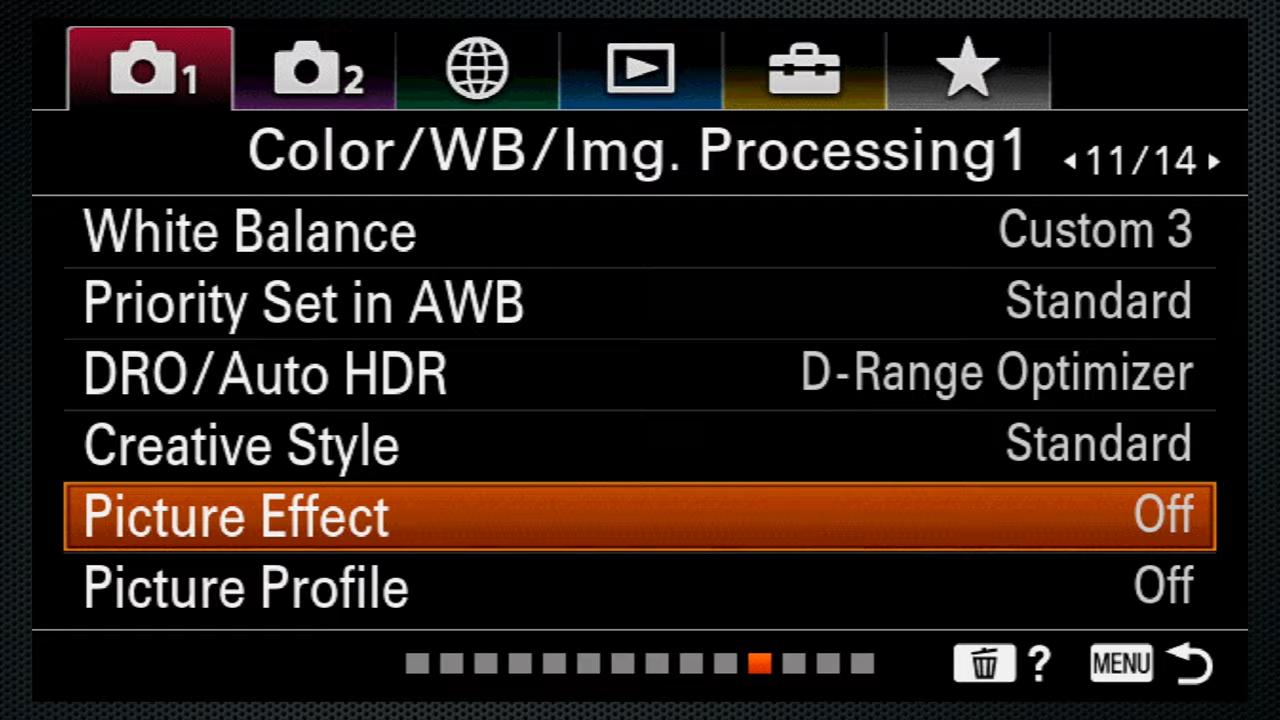 1 2
Color/WB/Img. Processing1 ◂11/14▸
White Balance Custom 3
Priority Set in AWB Standard
DRO/Auto HDR D-Range Optimizer
Creative Style Standard
Picture Effect Off
Picture Profile Off
? MENU